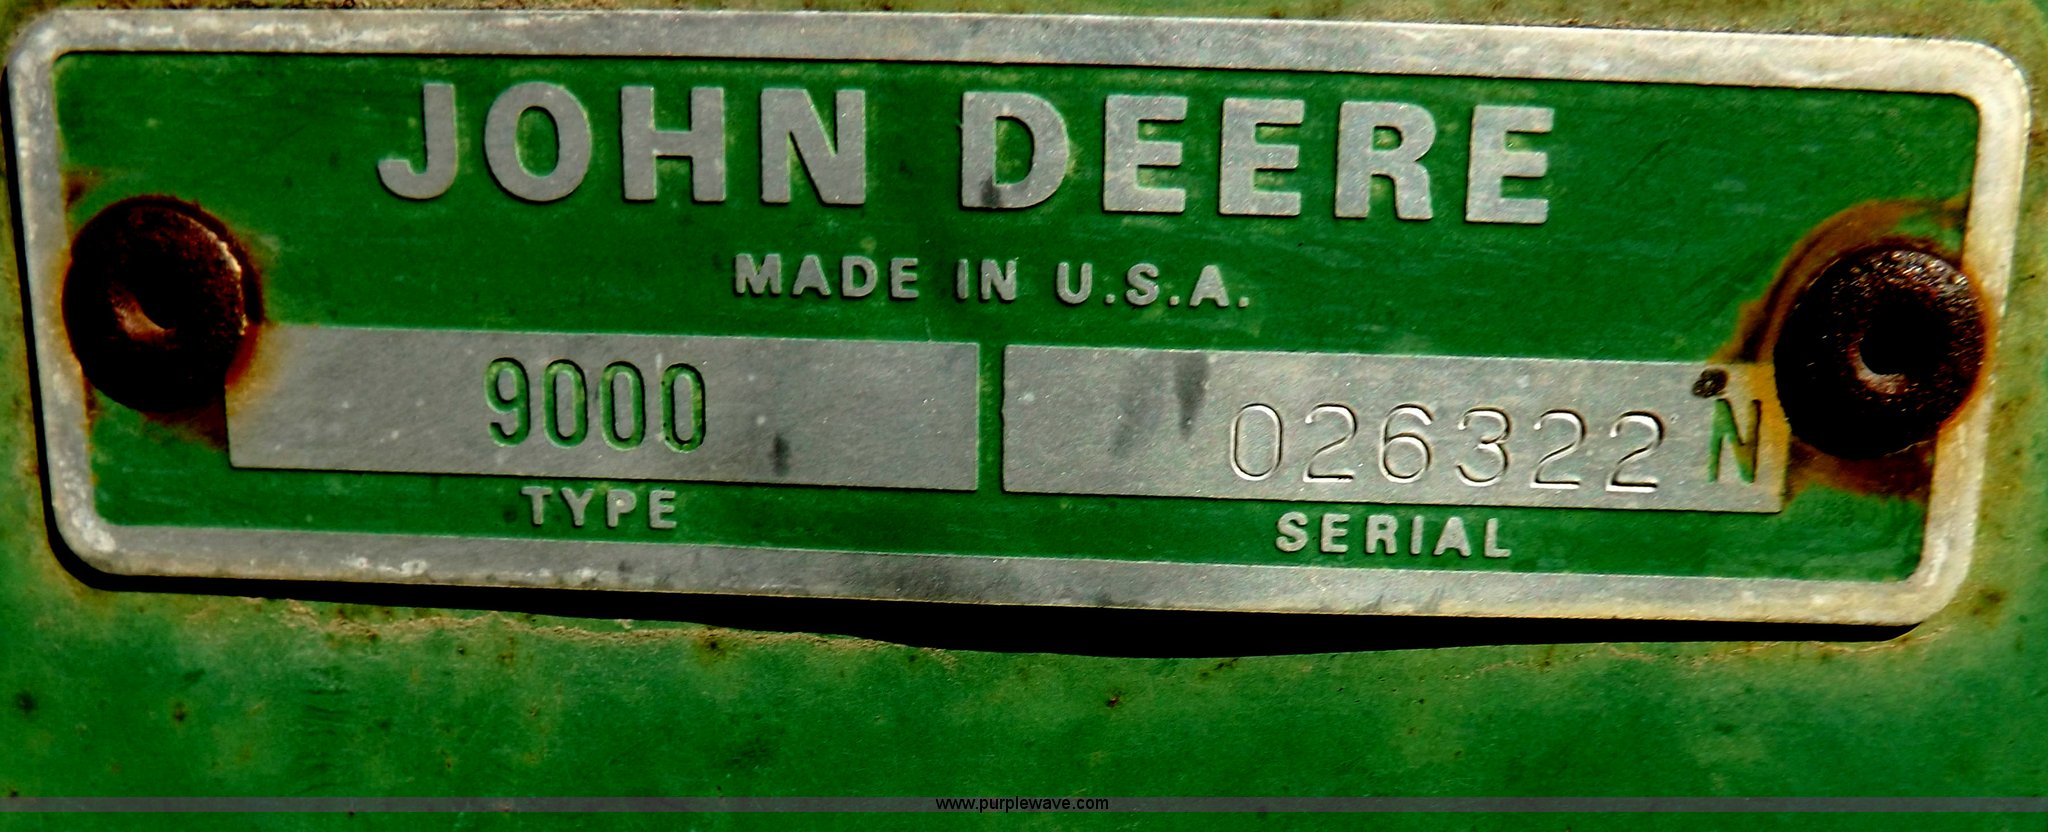 JOHN DEERE
MADE IN U.S.A.
9000 026322 N
TYPE SERIAL
www.purplewave.com